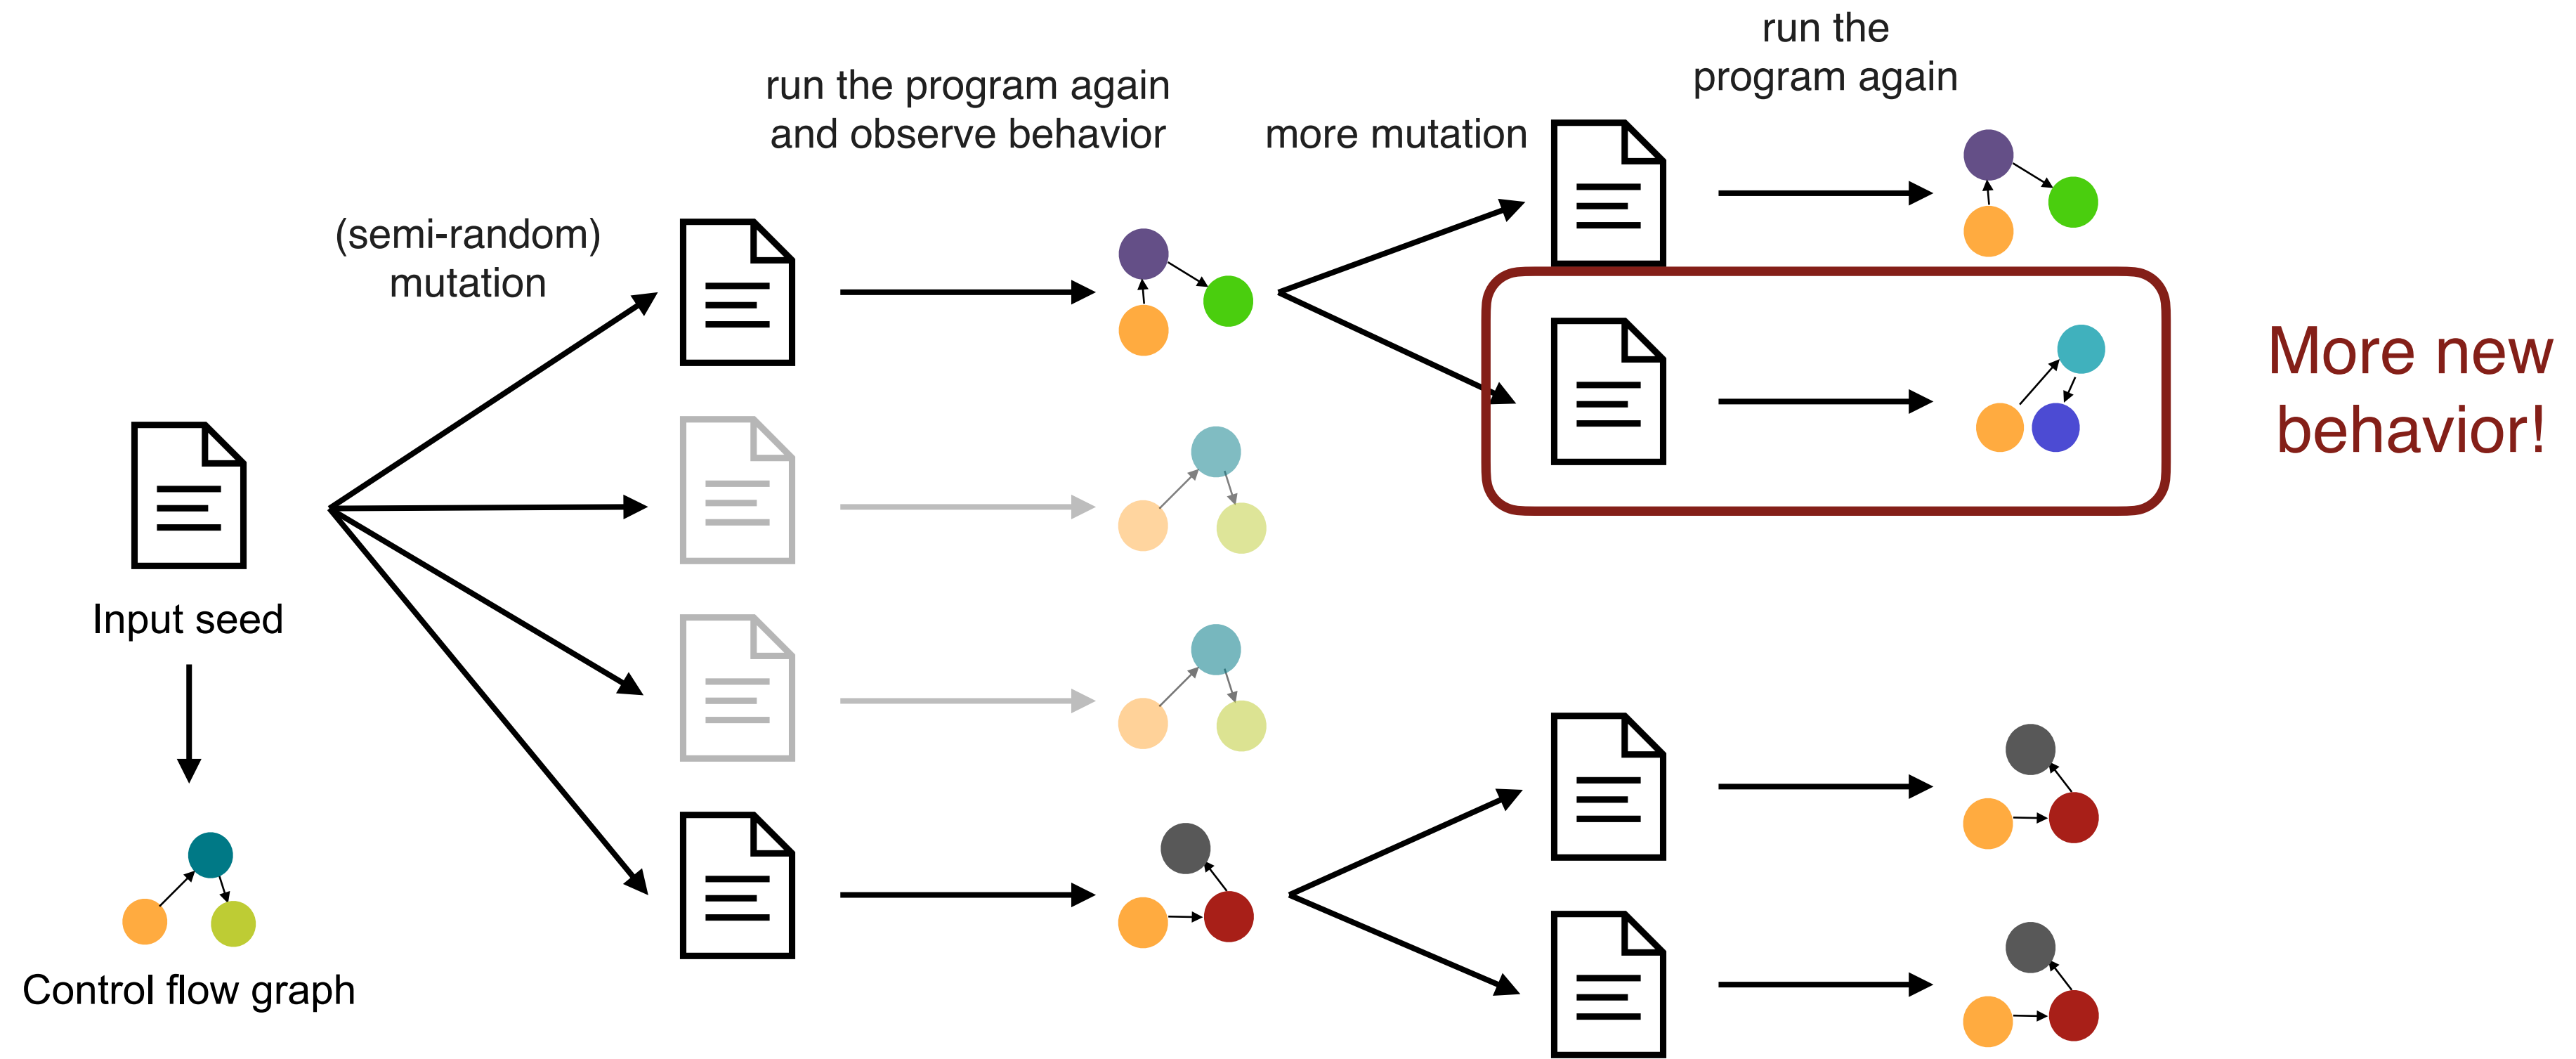 run the
program again
run the program again
and observe behavior
more mutation
(semi-random)
mutation
More new
behavior!
Input seed
Control flow graph